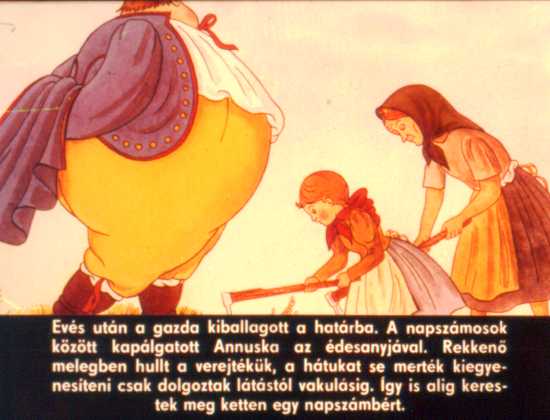 Evés után a gazda kiballagott a határba. A napszámosok
között kapálgatott Annuska az édesanyjával. Rekkenő
melegben hullt a verejtékük, a hátukat se merték kiegye-
nesíteni csak dolgoztak látástól vakulásig. Így is alig keres-
tek meg ketten egy napszámbért.